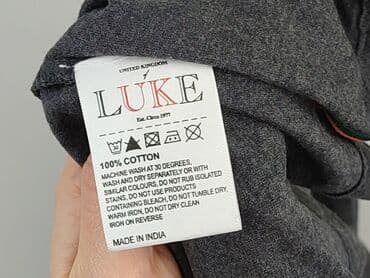 UNITED KINGDOM
of
LUKE
Est. Circa 1977
30
100% COTTON
MACHINE WASH AT 30 DEGREES,
WASH AND DRY SEPARATELY OR WITH
SIMILAR COLOURS, DO NOT RUB ISOLATED
STAINS, DO NOT USE PRODUCTS
CONTAINING BLEACH, DO NOT TUMBLE DRY.
WARM IRON, DO NOT DRY CLEAN
IRON ON REVERSE
MADE IN INDIA